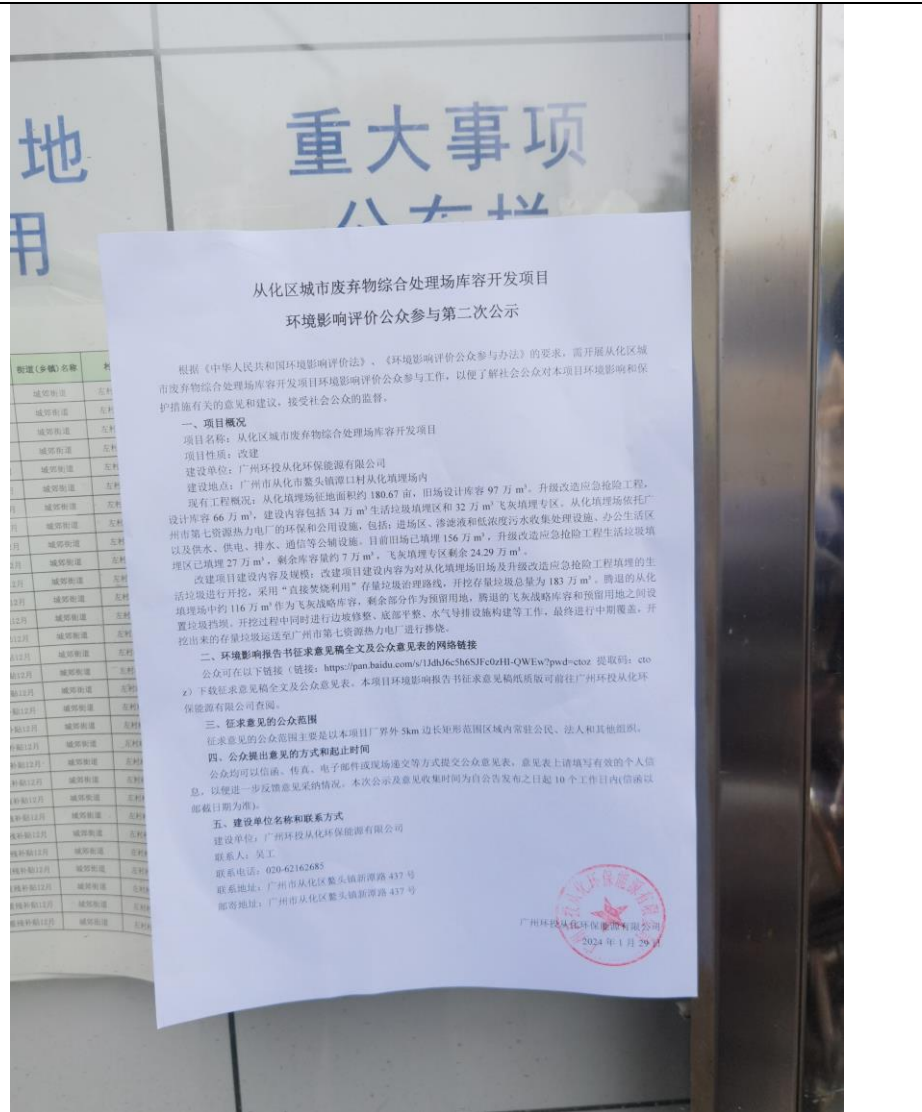 地
用
重大事项
公布栏
从化区城市废弃物综合处理场库容开发项目
环境影响评价公众参与第二次公示
根据《中华人民共和国环境影响评价法》、《环境影响评价公众参与办法》的要求，需开展从化区城
市废弃物综合处理场库容开发项目环境影响评价公众参与工作，以便了解社会公众对本项目环境影响和保
护措施有关的意见和建议，接受社会公众的监督。
一、项目概况
项目名称：从化区城市废弃物综合处理场库容开发项目
项目性质：改建
建设单位：广州环投从化环保能源有限公司
建设地点：广州市从化市鳌头镇潭口村从化填埋场内
现有工程概况：从化填埋场征地面积约 180.67 亩，旧场设计库容 97 万 m³。升级改造应急抢险工程，
设计库容 66 万 m³，建设内容包括 34 万 m³生活垃圾填埋区和 32 万 m³飞灰填埋专区。从化填埋场依托广
州市第七资源热力电厂的环保和公用设施，包括：进场区、渗滤液和低浓度污水收集处理设施、办公生活区
以及供水、供电、排水、通信等公辅设施。目前旧场已填埋 156 万 m³，升级改造应急抢险工程生活垃圾填
埋区已填埋 27 万 m³，剩余库容量约 7 万 m³，飞灰填埋专区剩余 24.29 万 m³。
改建项目建设内容及规模：改建项目建设内容为对从化填埋场旧场及升级改造应急抢险工程填埋的生
活垃圾进行开挖，采用“直接焚烧利用”存量垃圾治理路线，开挖存量垃圾总量为 183 万 m³。腾退的从化
填埋场中约 116 万 m³作为飞灰战略库容，剩余部分作为预留用地，腾退的飞灰战略库容和预留用地之间设
置垃圾挡坝。开挖过程中同时进行边坡修整、底部平整、水气导排设施构建等工作，最终进行中期覆盖，开
挖出来的存量垃圾运送至广州市第七资源热力电厂进行掺烧。
二、环境影响报告书征求意见稿全文及公众意见表的网络链接
公众可在以下链接（链接：https://pan.baidu.com/s/1JdhJ6c5h6SJFc0zHI-QWEw?pwd=ctoz 提取码：cto
z）下载征求意见稿全文及公众意见表。本项目环境影响报告书征求意见稿纸质版可前往广州环投从化环
保能源有限公司查阅。
三、征求意见的公众范围
征求意见的公众范围主要是以本项目厂界外 5km 边长矩形范围区域内常驻公民、法人和其他组织。
四、公众提出意见的方式和起止时间
公众均可以信函、传真、电子邮件或现场递交等方式提交公众意见表，意见表上请填写有效的个人信
息，以便进一步反馈意见采纳情况。本次公示及意见收集时间为自公告发布之日起 10 个工作日内(信函以
邮戳日期为准)。
五、建设单位名称和联系方式
建设单位：广州环投从化环保能源有限公司
联系人：吴工
联系电话：020-62162685
联系地址：广州市从化区鳌头镇新潭路 437 号
邮寄地址：广州市从化区鳌头镇新潭路 437 号
广州环投从化环保能源有限公司
2024 年 1 月 29 日
街道(乡镇)名称
城郊街道